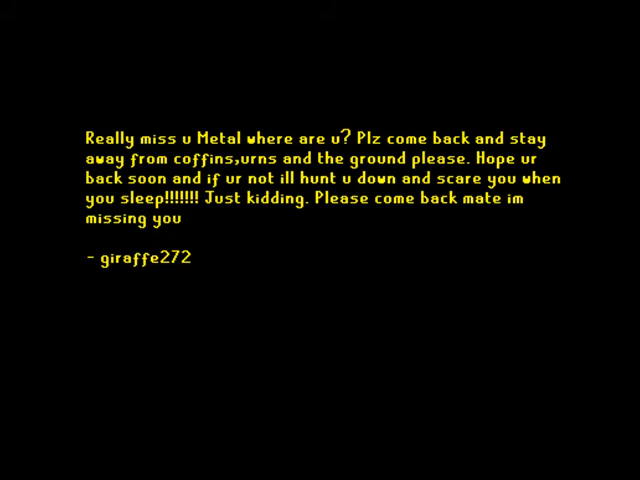 Really miss u Metal where are u? Plz come back and stay
away from coffins,urns and the ground please. Hope ur
back soon and if ur not ill hunt u down and scare you when
you sleep!!!!!!! Just kidding. Please come back mate im
missing you
- giraffe272